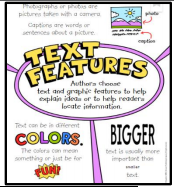 Photographs or photos are
pictures taken with a camera.
Captions are words or
sentences about a picture.
photo
caption
TEXT
FEATURES
Authors choose
text and graphic features to help
explain ideas or to help readers
locate information.
Text can be in different
COLORS.
The colors can mean
something or just be for
FUN!
BIGGER
text is usually more
important than
smaller
text.